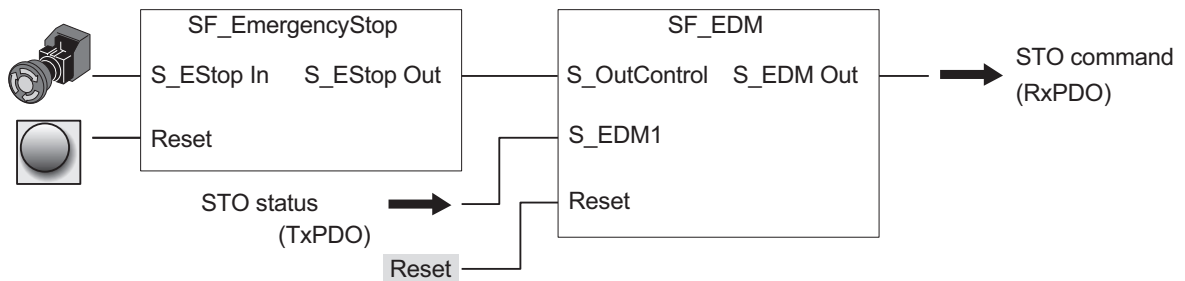 SF_EmergencyStop
S_EStop In S_EStop Out
Reset
SF_EDM
S_OutControl S_EDM Out
S_EDM1
Reset
STO command
(RxPDO)
STO status
(TxPDO)
Reset